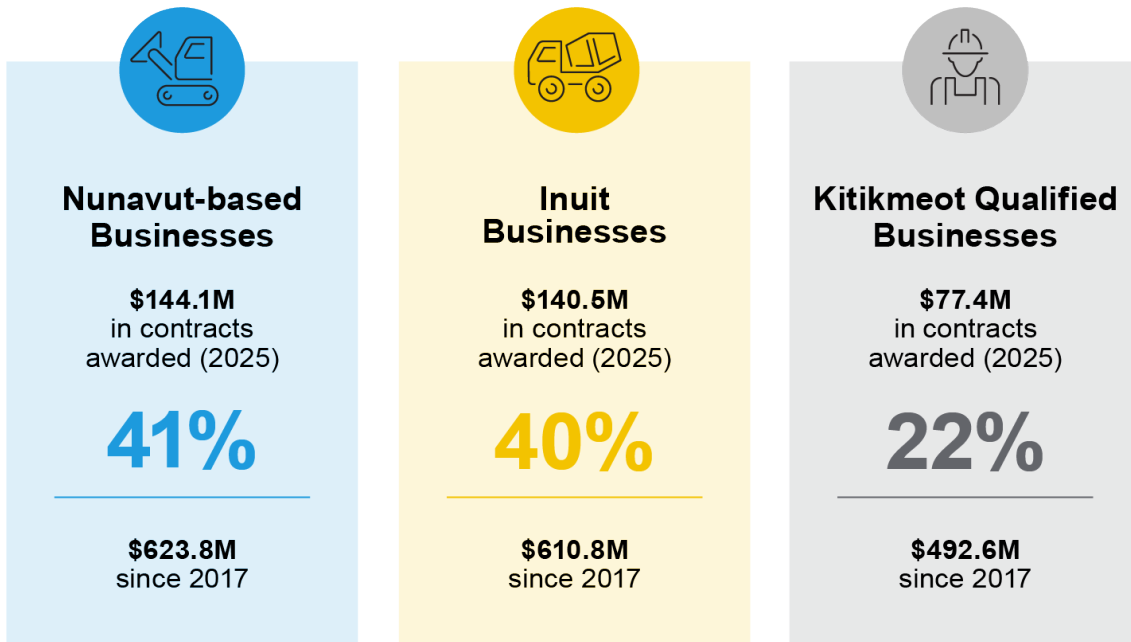 Nunavut-based
Businesses
$144.1M
in contracts
awarded (2025)
41%
$623.8M
since 2017
Inuit
Businesses
$140.5M
in contracts
awarded (2025)
40%
$610.8M
since 2017
Kitikmeot Qualified
Businesses
$77.4M
in contracts
awarded (2025)
22%
$492.6M
since 2017